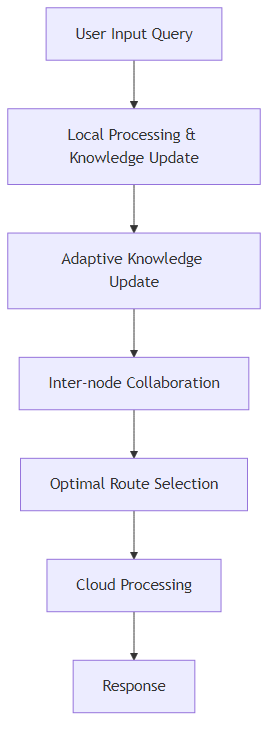 User Input Query
Local Processing &
Knowledge Update
Adaptive Knowledge
Update
Inter-node Collaboration
Optimal Route Selection
Cloud Processing
Response